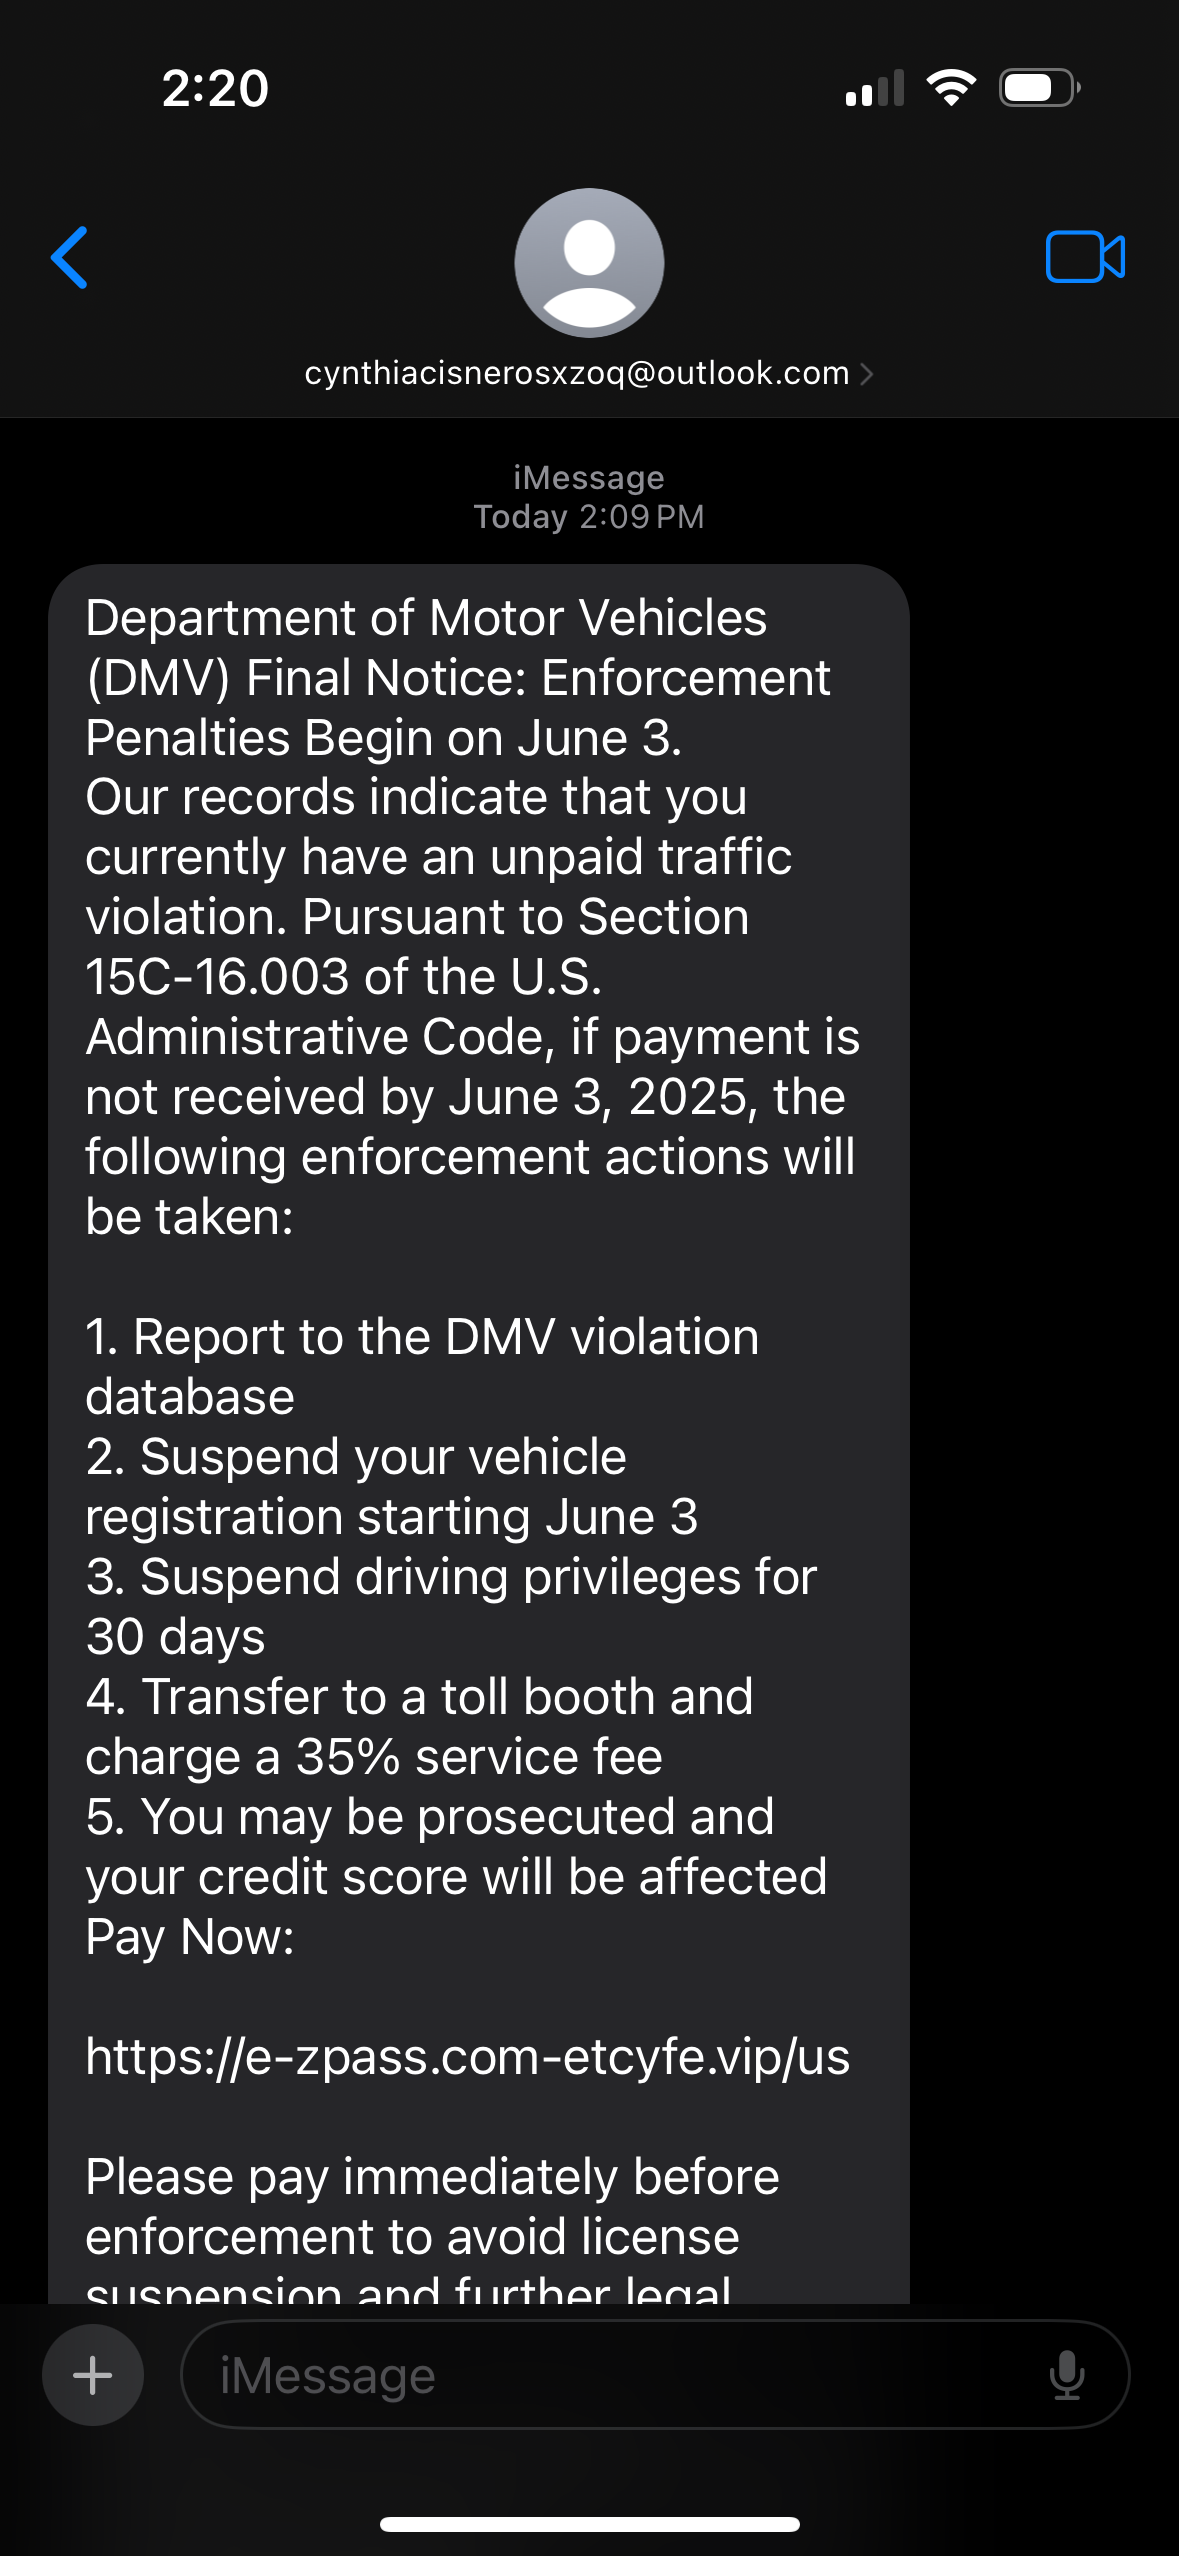 2:20
cynthiacisnerosxzoq@outlook.com
iMessage
Today 2:09 PM
Department of Motor Vehicles
(DMV) Final Notice: Enforcement
Penalties Begin on June 3.
Our records indicate that you
currently have an unpaid traffic
violation. Pursuant to Section
15C-16.003 of the U.S.
Administrative Code, if payment is
not received by June 3, 2025, the
following enforcement actions will
be taken:
1. Report to the DMV violation
database
2. Suspend your vehicle
registration starting June 3
3. Suspend driving privileges for
30 days
4. Transfer to a toll booth and
charge a 35% service fee
5. You may be prosecuted and
your credit score will be affected
Pay Now:
https://e-zpass.com-etcyfe.vip/us
Please pay immediately before
enforcement to avoid license
suspension and further legal
iMessage